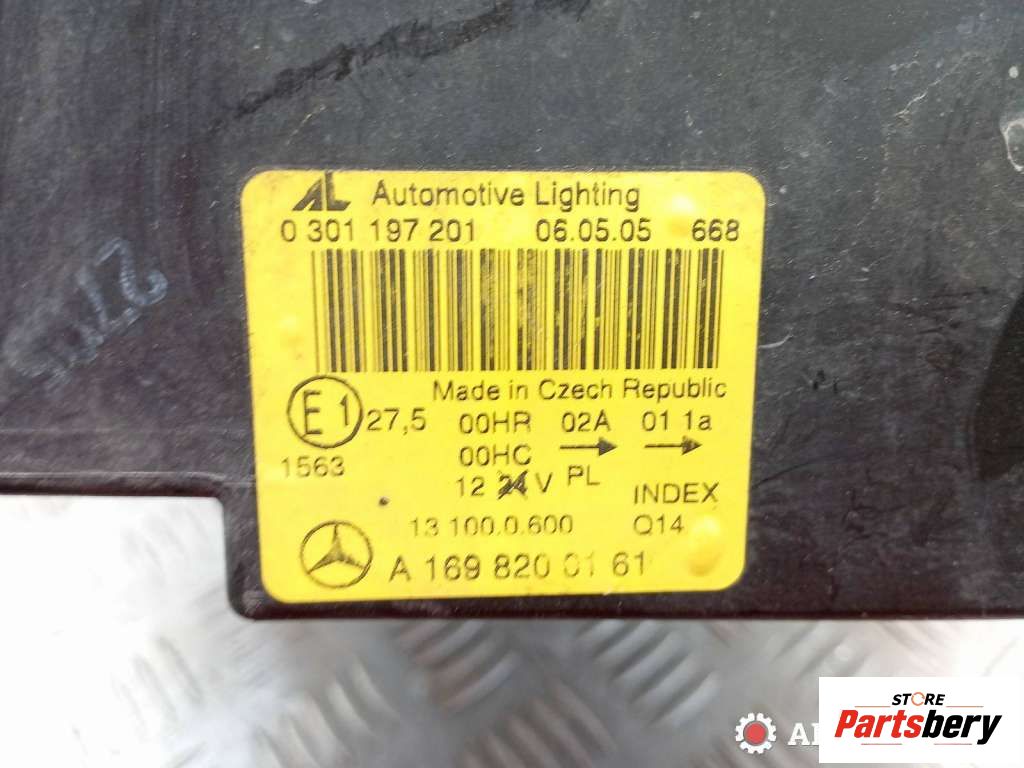 AL Automotive Lighting
0 301 197 201 06.05.05 668
Made in Czech Republic
E1 27,5 00HR 02A 01 1a
1563 00HC → →
12 24 V PL INDEX
13 100.0.600 Q14
A 169 820 01 61
STORE
Partsbery